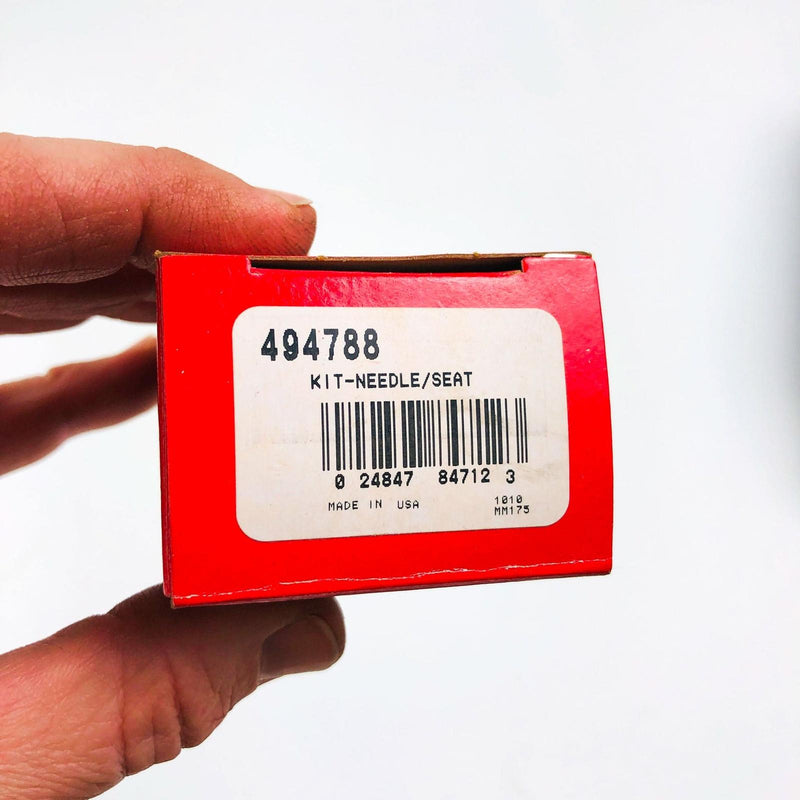 494788
KIT-NEEDLE/SEAT
0 24847 84712 3
MADE IN USA
1010
MM175